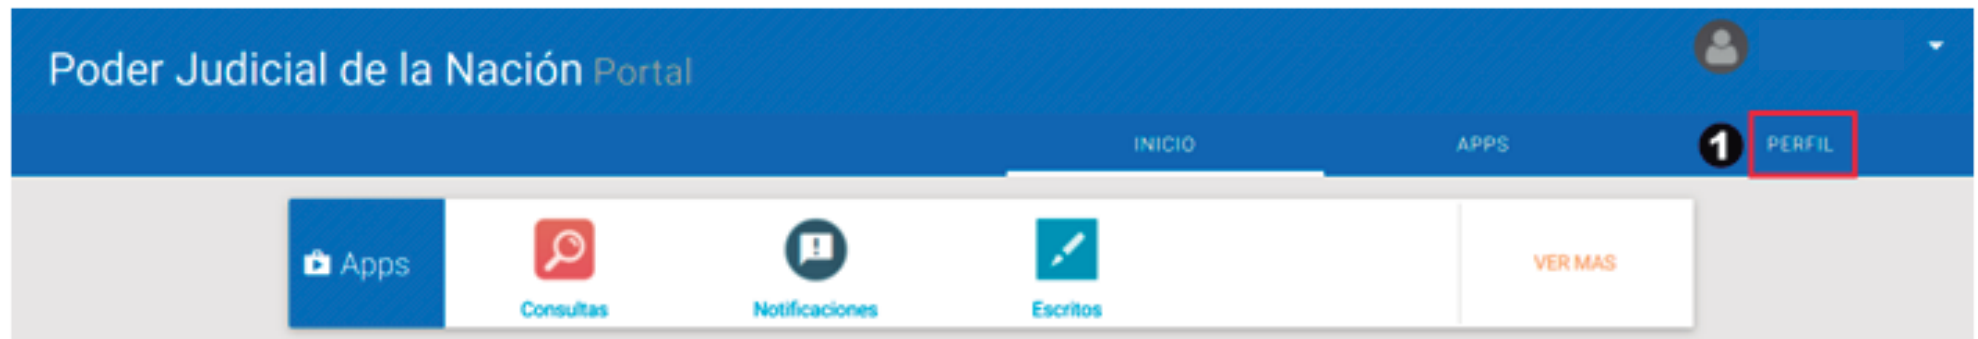 Poder Judicial de la Nación Portal
INICIO APPS 1 PERFIL
Apps
Consultas Notificaciones Escritos
VER MAS